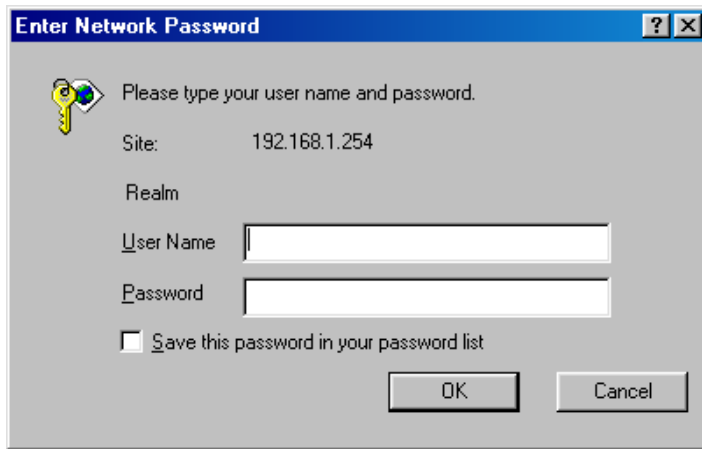 Enter Network Password
Please type your user name and password.
Site: 192.168.1.254
Realm
User Name
Password
Save this password in your password list
OK Cancel